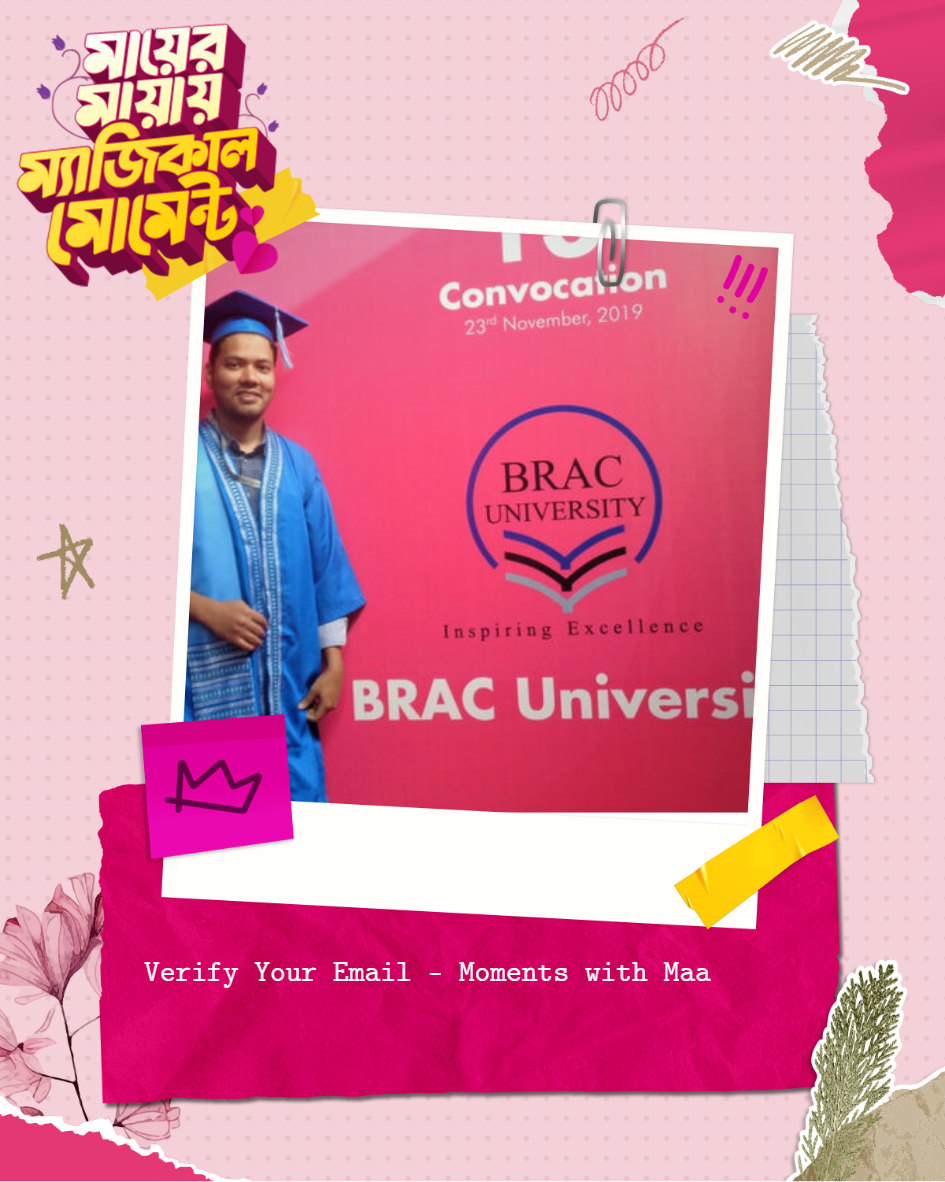 মায়ের
মায়ায়
ম্যাজিকাল
মোমেন্ট
Convocation
23rd November, 2019
BRAC
UNIVERSITY
Inspiring Excellence
BRAC Universi
Verify Your Email - Moments with Maa